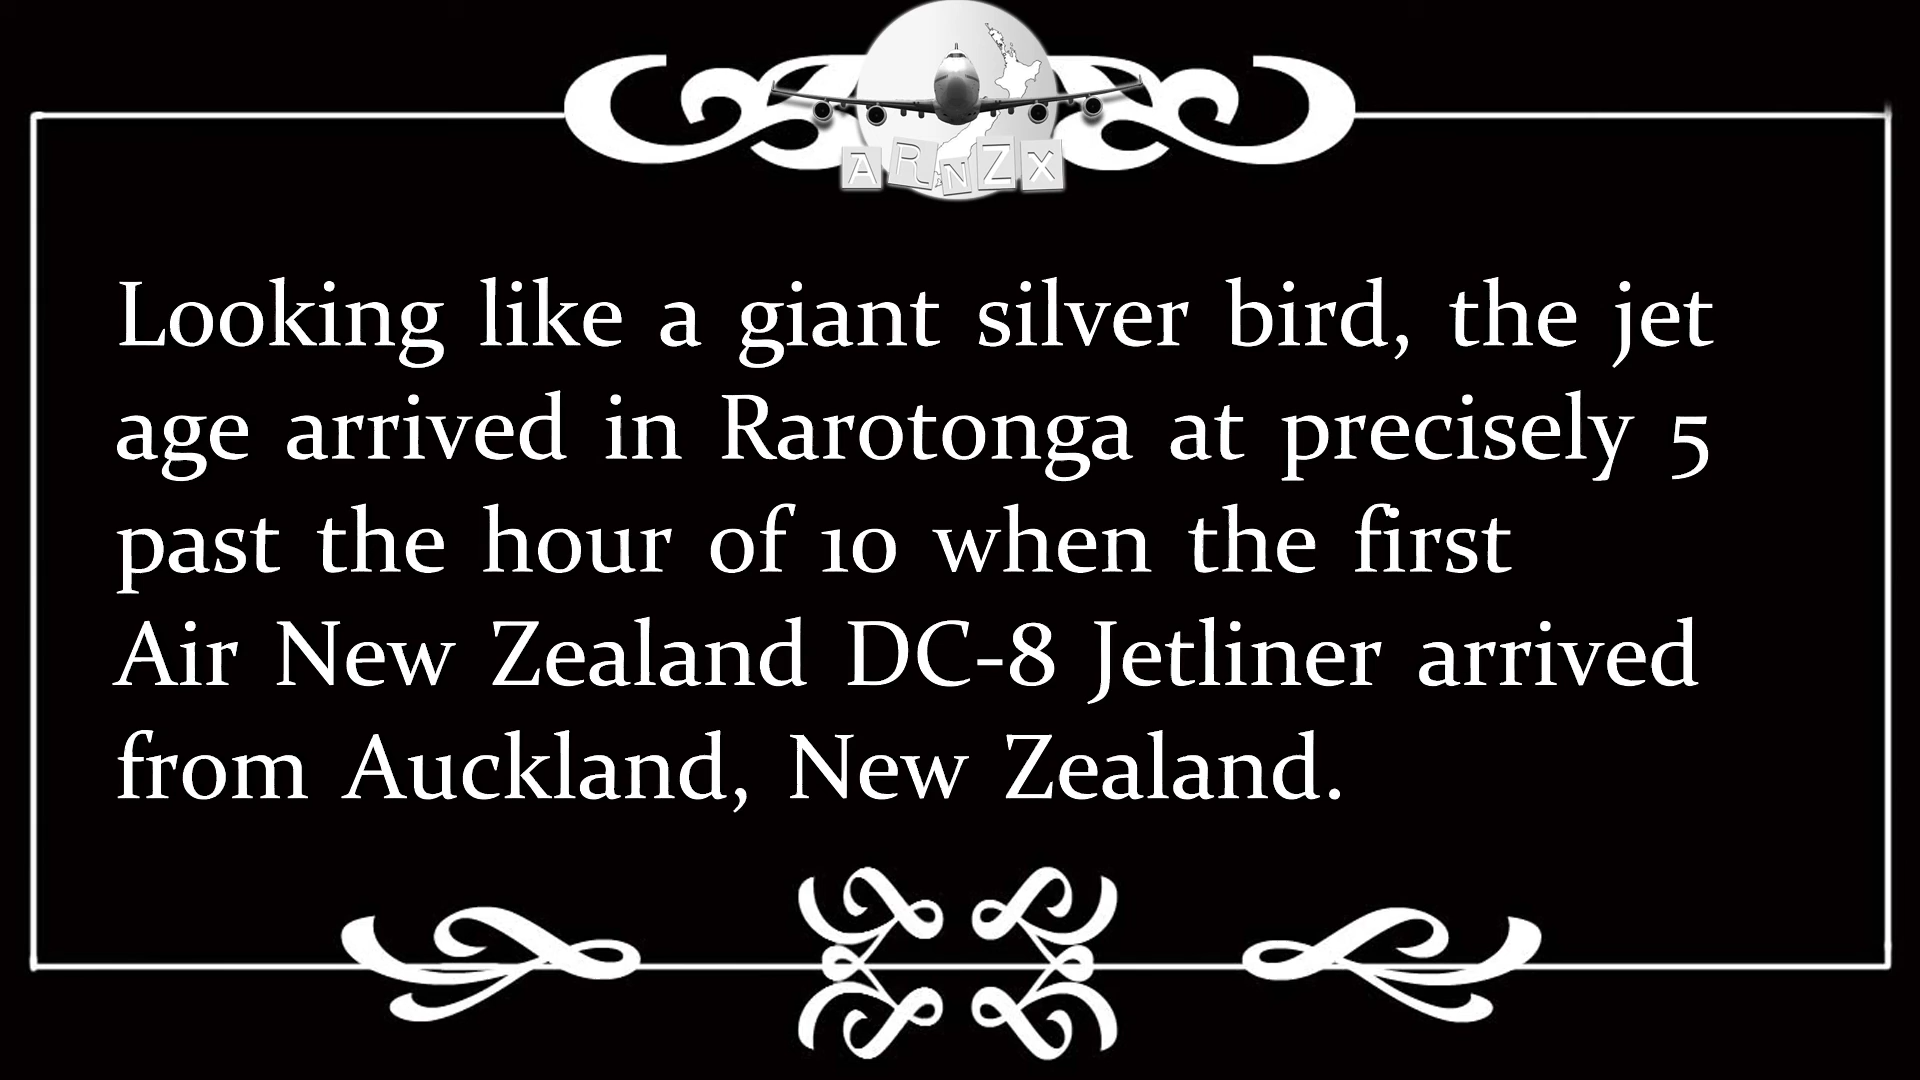 ARNZX
Looking like a giant silver bird, the jet
age arrived in Rarotonga at precisely 5
past the hour of 10 when the first
Air New Zealand DC-8 Jetliner arrived
from Auckland, New Zealand.